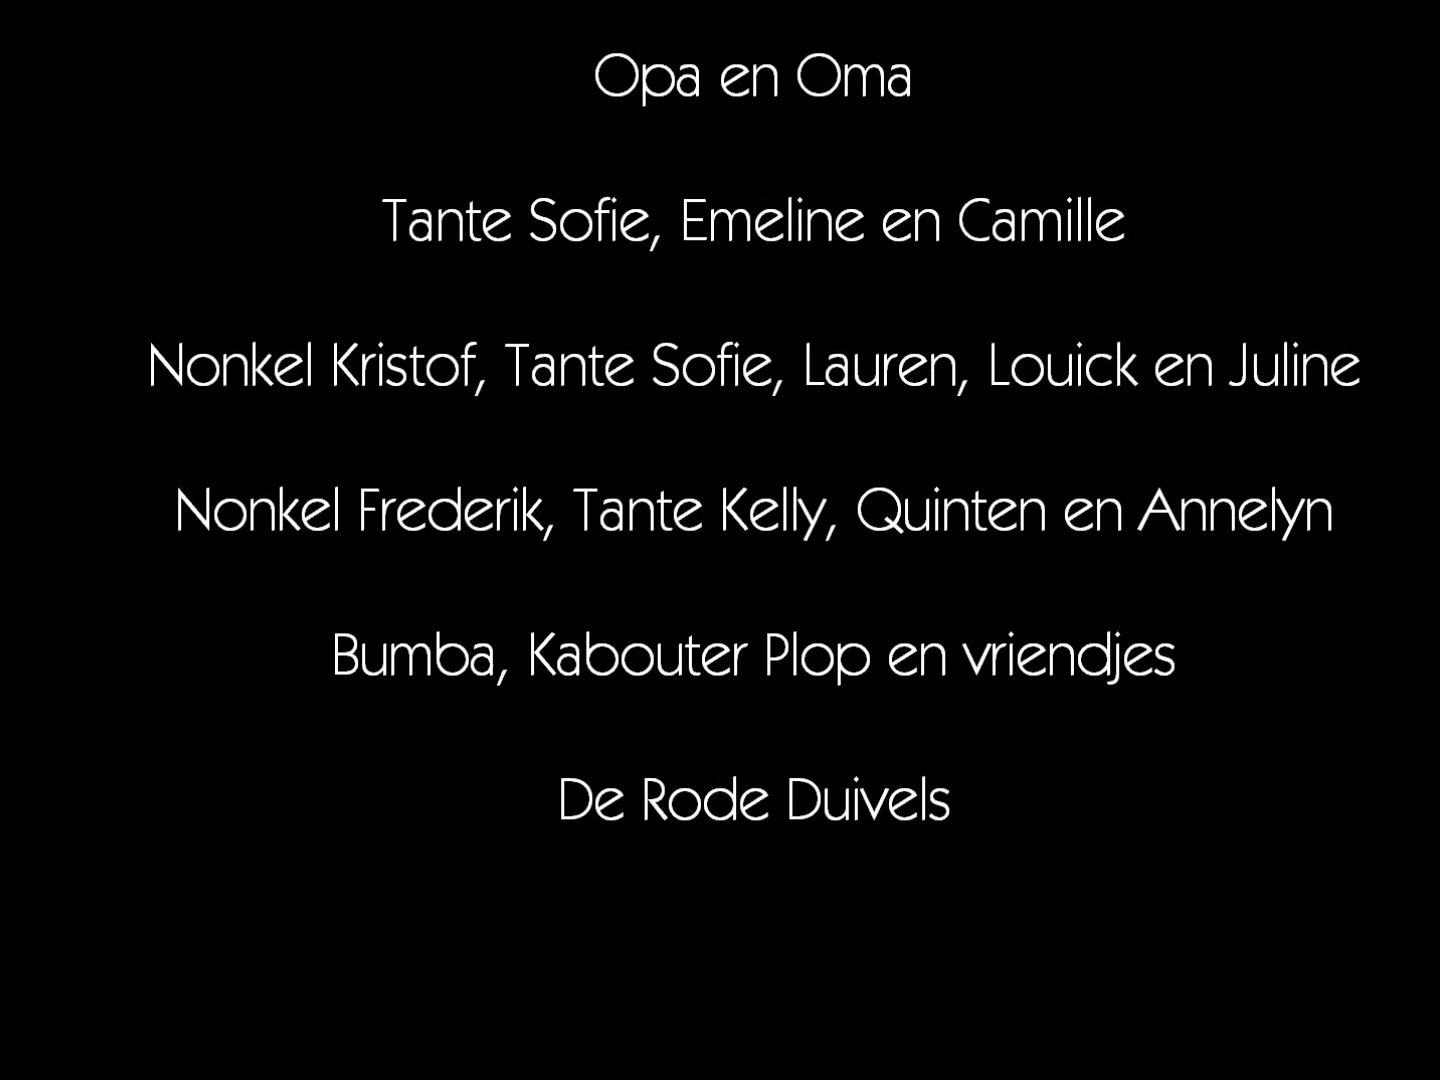 Opa en Oma
Tante Sofie, Emeline en Camille
Nonkel Kristof, Tante Sofie, Lauren, Louick en Juline
Nonkel Frederik, Tante Kelly, Quinten en Annelyn
Bumba, Kabouter Plop en vriendjes
De Rode Duivels